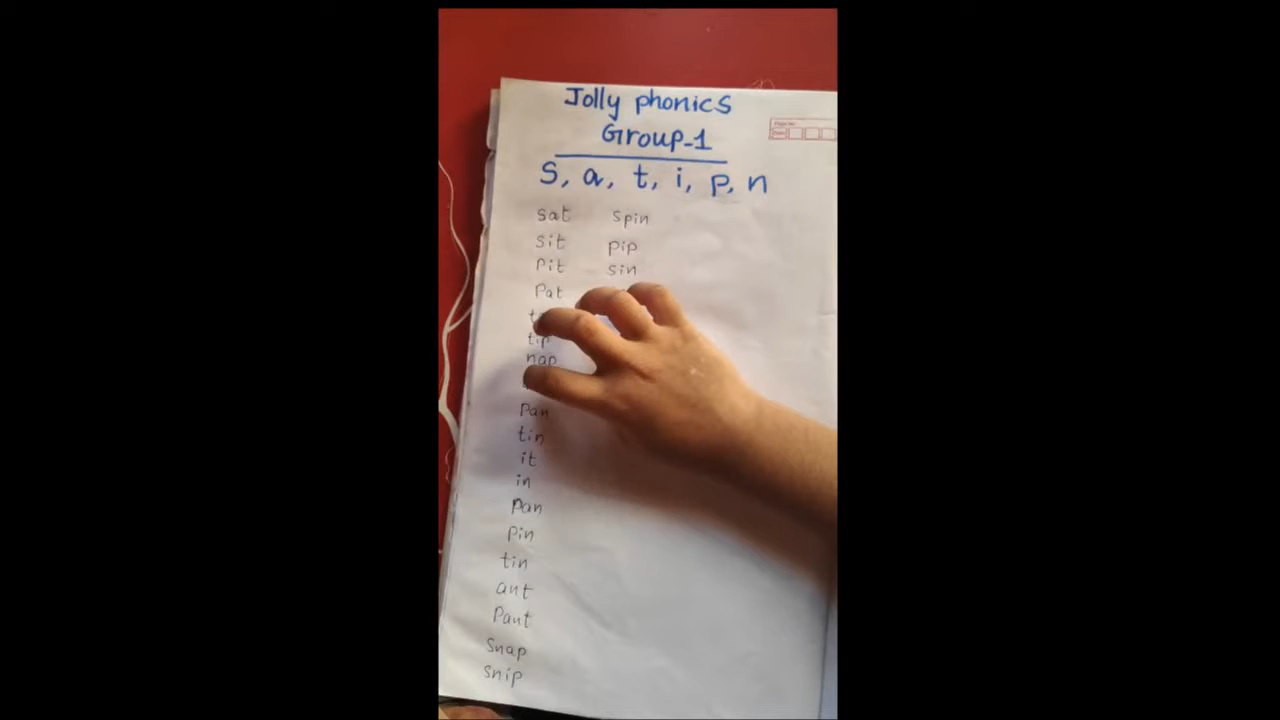 Jolly phonics
Group-1
S, a, t, i, p, n
sat
sit
Pit
Pat
tip
nap
Pan
tin
it
in
Pan
Pin
tin
ant
Pant
Snap
snip
spin
pip
sin